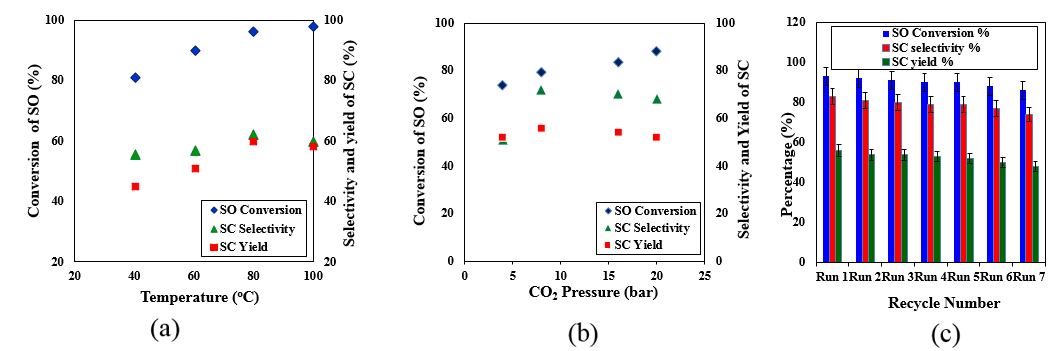 100
80
60
40
20
Conversion of SO (%)
100
80
60
40
20
Selectivity and yield of SC (%)
SO Conversion
SC Selectivity
SC Yield
20 40 60 80 100
Temperature (°C)
(a)
100
80
60
40
20
0
Conversion of SO (%)
100
80
60
40
20
0
Selectivity and Yield of SC
SO Conversion
SC Selectivity
SC Yield
0 5 10 15 20 25
CO₂ Pressure (bar)
(b)
120
100
80
60
40
20
0
Percentage (%)
SO Conversion %
SC selectivity %
SC yield %
Run 1 Run 2 Run 3 Run 4 Run 5 Run 6 Run 7
Recycle Number
(c)